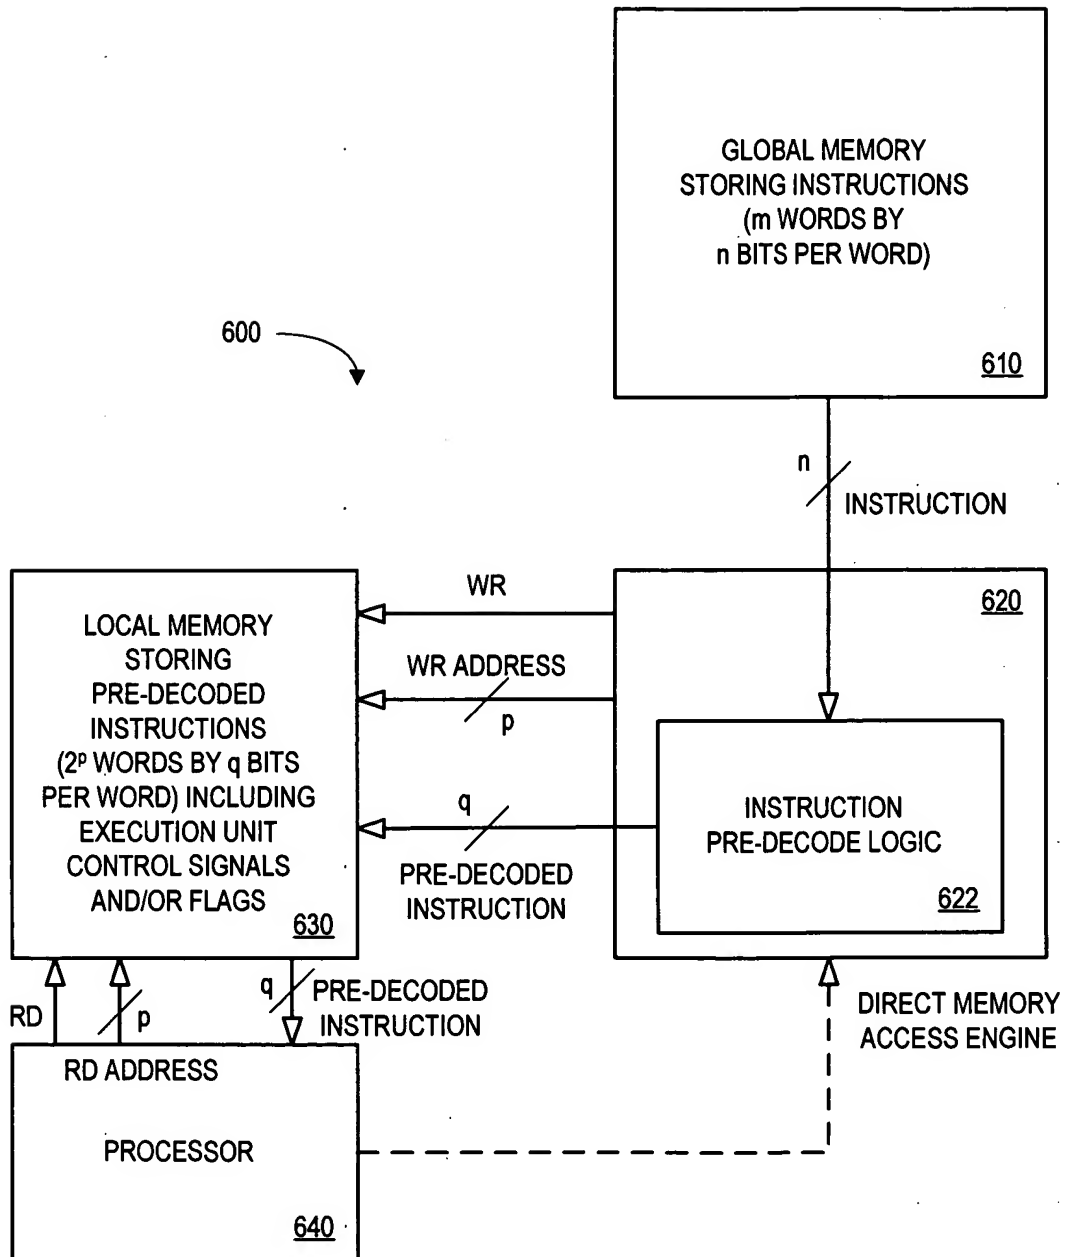 GLOBAL MEMORY
STORING INSTRUCTIONS
(m WORDS BY
n BITS PER WORD)
610
600
n
INSTRUCTION
LOCAL MEMORY
STORING
PRE-DECODED
INSTRUCTIONS
(2ᵖ WORDS BY q BITS
PER WORD) INCLUDING
EXECUTION UNIT
CONTROL SIGNALS
AND/OR FLAGS
630
WR
WR ADDRESS
p
q
PRE-DECODED
INSTRUCTION
620
INSTRUCTION
PRE-DECODE LOGIC
622
RD
p
q
PRE-DECODED
INSTRUCTION
DIRECT MEMORY
ACCESS ENGINE
RD ADDRESS
PROCESSOR
640